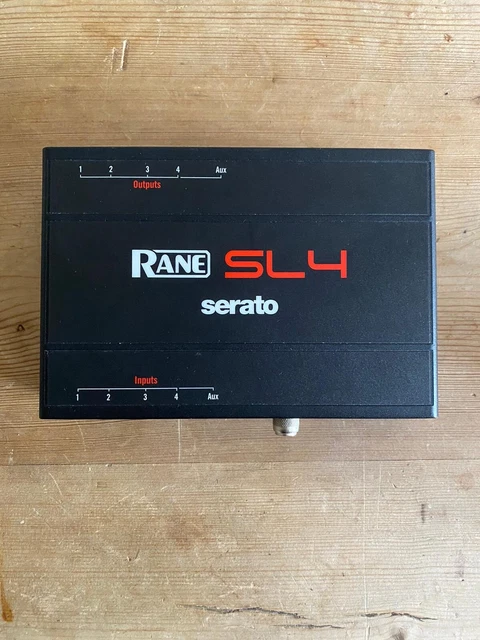 1 2 3 4 Aux
Outputs
RANE SL4
serato
Inputs
1 2 3 4 Aux